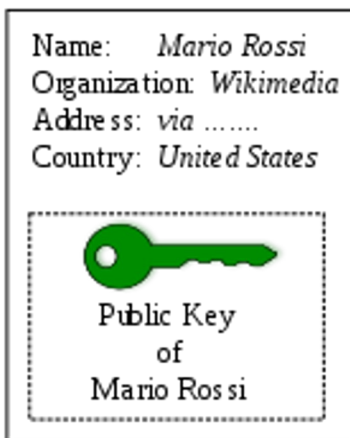 Name: Mario Rossi
Organization: Wikimedia
Address: via .......
Country: United States
Public Key
of
Mario Rossi